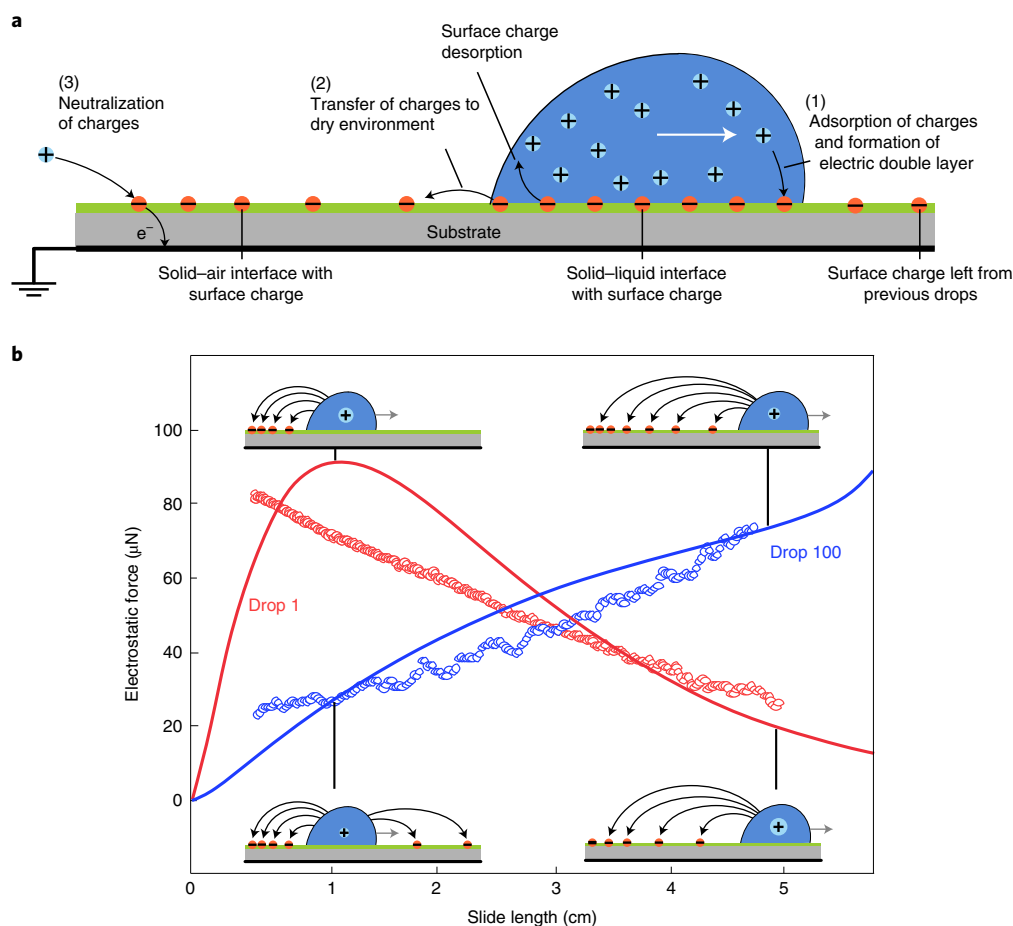 a
Surface charge
desorption
(3)
Neutralization
of charges
(2)
Transfer of charges to
dry environment
(1)
Adsorption of charges
and formation of
electric double layer
e–
Substrate
Solid–air interface with
surface charge
Solid–liquid interface
with surface charge
Surface charge left from
previous drops
b
Electrostatic force (μN)
100
80
60
40
20
0
Drop 1
Drop 100
0
1
2
3
4
5
Slide length (cm)